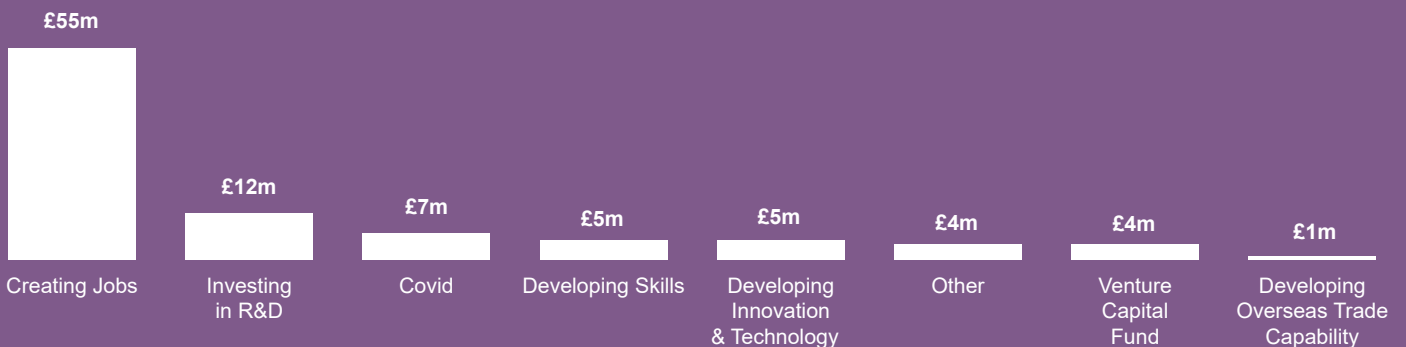 £55m
£12m
£7m
£5m
£5m
£4m
£4m
£1m
Creating Jobs
Investing
in R&D
Covid
Developing Skills
Developing
Innovation
& Technology
Other
Venture
Capital
Fund
Developing
Overseas Trade
Capability